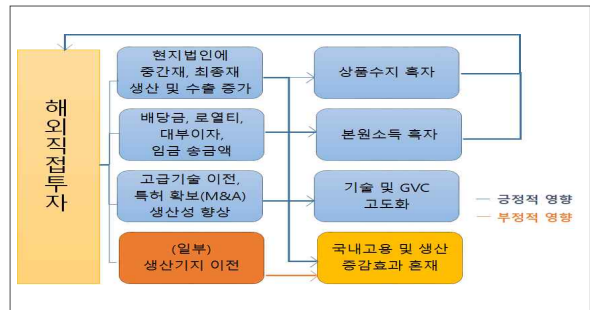 해외직접투자
현지법인에
중간재, 최종재
생산 및 수출 증가
상품수지 흑자
배당금, 로열티,
대부이자,
임금 송금액
본원소득 흑자
고급기술 이전,
특허 확보(M&A)
생산성 향상
기술 및 GVC
고도화
(일부)
생산기지 이전
국내고용 및 생산
증감효과 혼재
긍정적 영향
부정적 영향